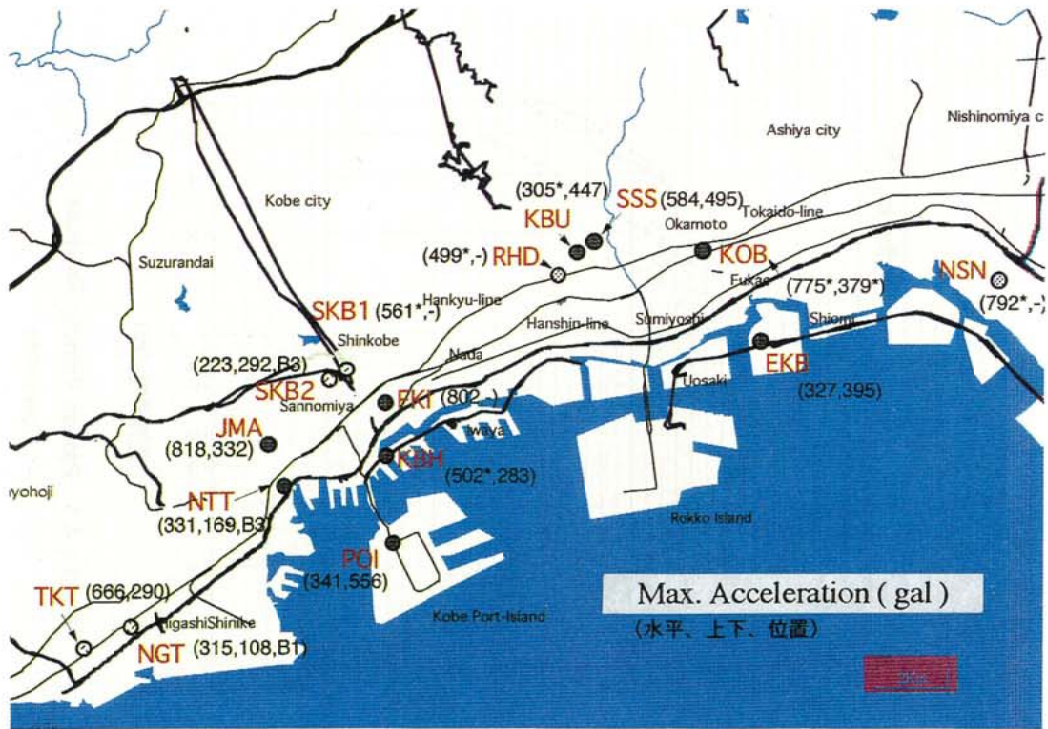 Ashiya city
Nishinomiya c
Kobe city
(305*,447)
SSS (584,495)
KBU
Okamoto
Tokaido-line
(499*,-) RHD
KOB
Suzurandai
Fukae
NSN
Hankyu-line
(775*,379*)
(792*,-)
SKB1 (561*,-)
Hanshin-line
Sumiyoshi
Shiomi
Shinkobe
Nada
(223,292,B3)
EKB
SKB2
Uosaki
(327,395)
Sannomiya
EKI (802,-)
JMA
Iwaya
(818,332)
KBH
(502*,283)
yohoji
NTT
(331,169,B3)
Rokko Island
POI
(341,556)
TKT (666,290)
Max. Acceleration ( gal )
Kobe Port-Island
HigashiShirike
(水平、上下、位置)
NGT (315,108,B1)